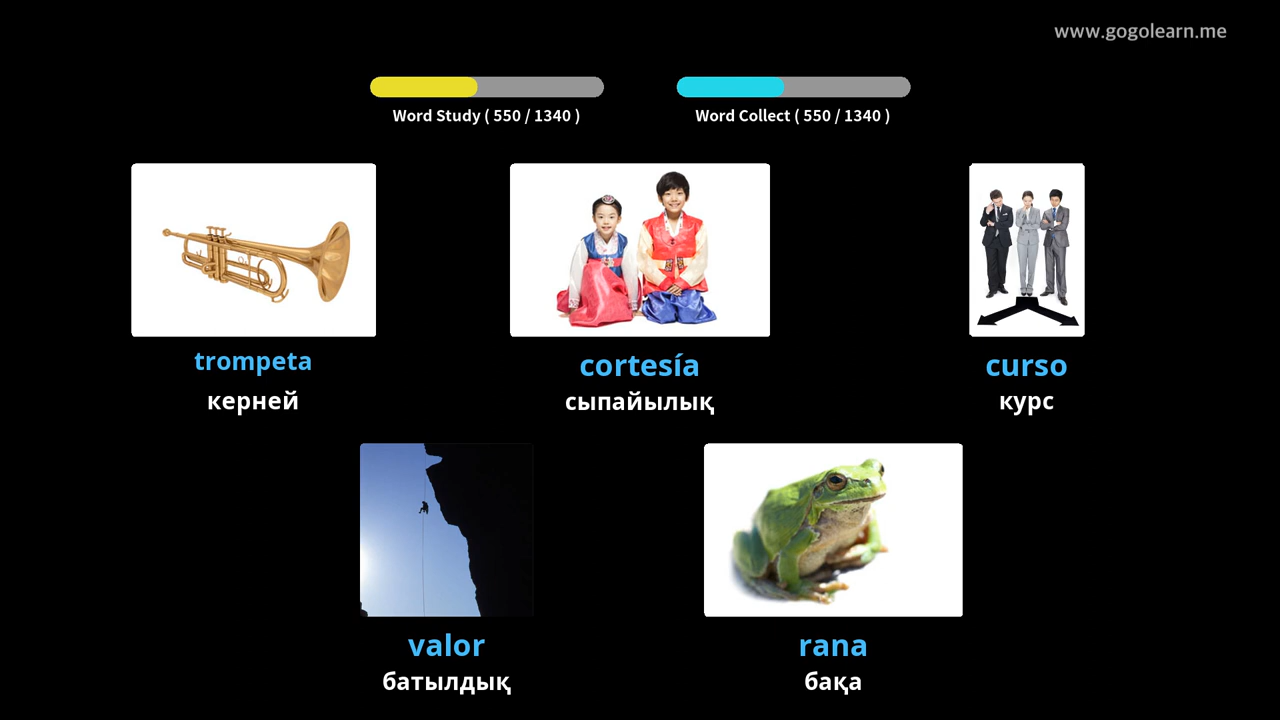 www.gogolearn.me
Word Study ( 550 / 1340 )
Word Collect ( 550 / 1340 )
trompeta
керней
cortesía
сыпайылық
curso
курс
valor
батылдық
rana
бақа